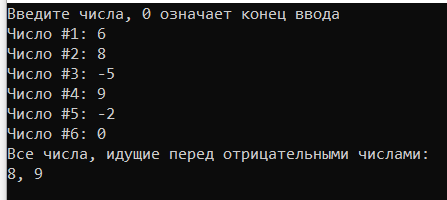 Введите числа, 0 означает конец ввода
Число #1: 6
Число #2: 8
Число #3: -5
Число #4: 9
Число #5: -2
Число #6: 0
Все числа, идущие перед отрицательными числами:
8, 9